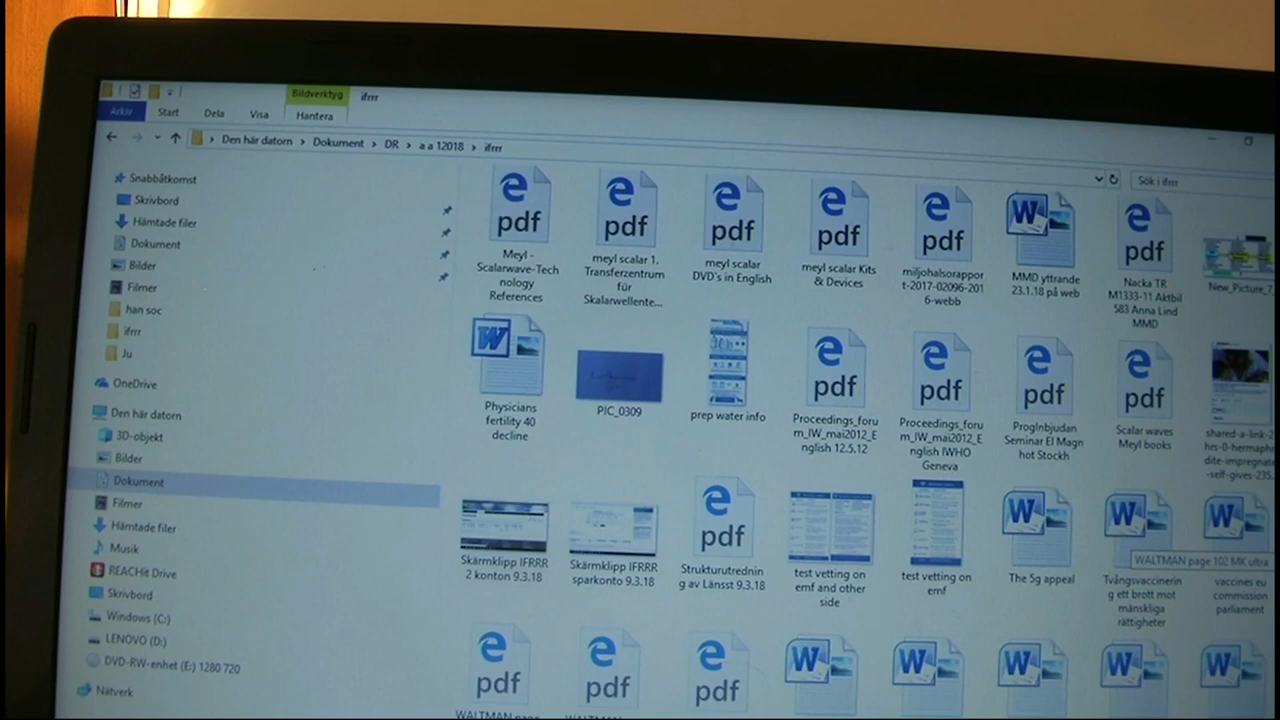 Bildverktyg
ifrrr
Arkiv
Start
Dela
Visa
Hantera
Den här datorn > Dokument > DR > a a 12018 > ifrrr
Sök i ifrrr
Snabbåtkomst
Skrivbord
Hämtade filer
Dokument
Bilder
Filmer
han soc
ifrrr
Ju
OneDrive
Den här datorn
3D-objekt
Bilder
Dokument
Filmer
Hämtade filer
Musik
REACHit Drive
Skrivbord
Windows (C:)
LENOVO (D:)
DVD-RW-enhet (E:) 1280 720
Nätverk
pdf
Meyl -
Scalarwave-Tech
nology
References
pdf
meyl scalar 1.
Transferzentrum
für
Skalarwellente...
pdf
meyl scalar
DVD's in English
pdf
meyl scalar Kits
& Devices
pdf
miljohalsorappor
t-2017-02096-201
6-webb
W
MMD yttrande
23.1.18 på web
pdf
Nacka TR
M1333-11 Aktbil
583 Anna Lind
MMD
New_Picture_7
W
Physicians
fertility 40
decline
PIC_0309
prep water info
pdf
Proceedings_foru
m_IW_mai2012_E
nglish 12.5.12
pdf
Proceedings_foru
m_IW_mai2012_E
nglish IWHO
Geneva
pdf
ProgInbjudan
Seminar El Magn
hot Stockh
pdf
Scalar waves
Meyl books
shared-a-link-2
hrs-0-hermaphro
dite-impregnate
-self-gives-235
Skärmklipp IFRRR
2 konton 9.3.18
Skärmklipp IFRRR
sparkonto 9.3.18
pdf
Strukturutrednin
g av Länsst 9.3.18
test vetting on
emf and other
side
test vetting on
emf
W
The 5g appeal
W
Tvångsvaccinerin
g ett brott mot
mänskliga
rättigheter
W
WALTMAN page 102 MK ultra
vaccines eu
commission
parliament
pdf
WALTMAN page
pdf
WALTMAN page
pdf
W
W
W
W
W